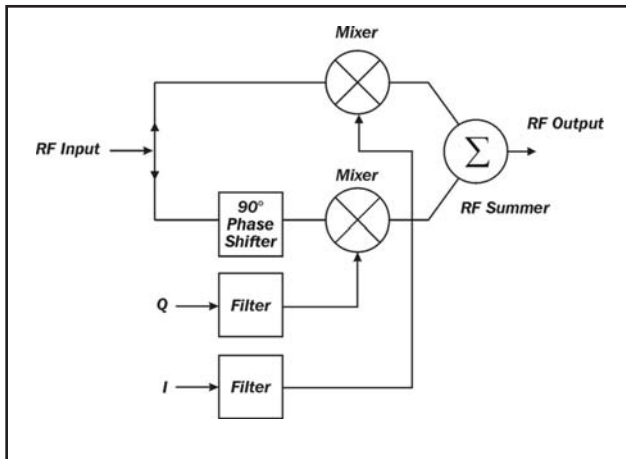 Mixer
RF Input
RF Output
Σ
RF Summer
Mixer
90°
Phase
Shifter
Q
Filter
I
Filter